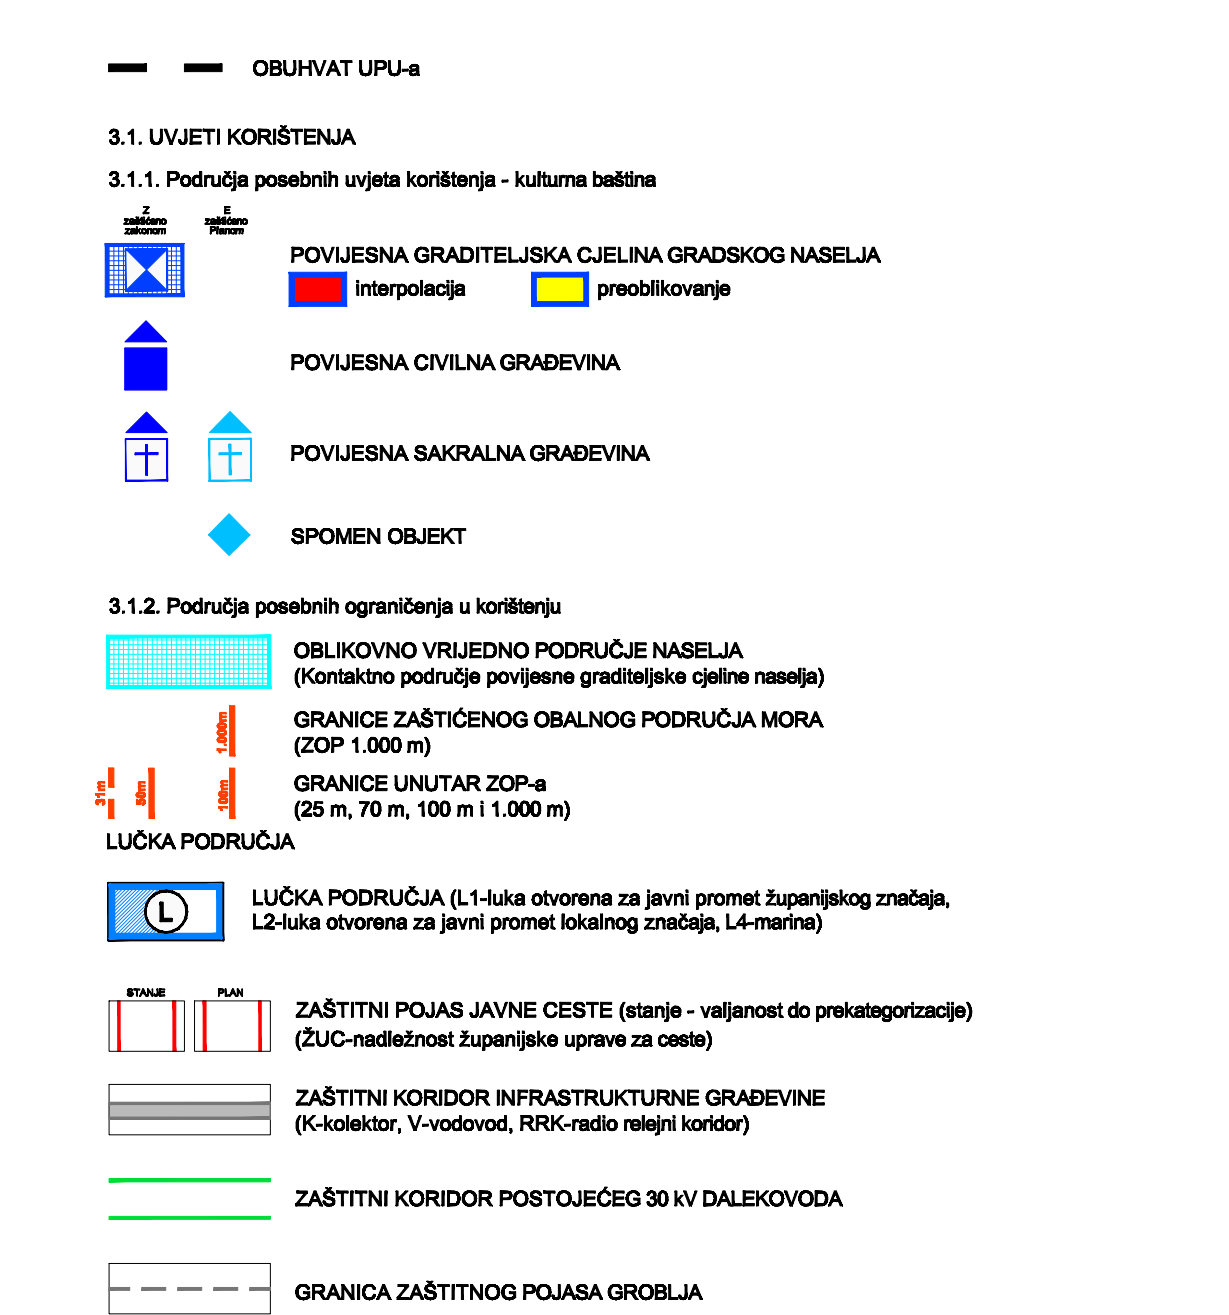 OBUHVAT UPU-a
3.1. UVJETI KORIŠTENJA
3.1.1. Područja posebnih uvjeta korištenja - kulturna baština
Z E
zaštićeno zaštićeno
zakonom Planom
POVIJESNA GRADITELJSKA CJELINA GRADSKOG NASELJA
interpolacija preoblikovanje
POVIJESNA CIVILNA GRAĐEVINA
POVIJESNA SAKRALNA GRAĐEVINA
SPOMEN OBJEKT
3.1.2. Područja posebnih ograničenja u korištenju
OBLIKOVNO VRIJEDNO PODRUČJE NASELJA
(Kontaktno područje povijesne graditeljske cjeline naselja)
1.000m
GRANICE ZAŠTIĆENOG OBALNOG PODRUČJA MORA
(ZOP 1.000 m)
31m 50m 100m
GRANICE UNUTAR ZOP-a
(25 m, 70 m, 100 m i 1.000 m)
LUČKA PODRUČJA
L
LUČKA PODRUČJA (L1-luka otvorena za javni promet županijskog značaja,
L2-luka otvorena za javni promet lokalnog značaja, L4-marina)
STANJE PLAN
ZAŠTITNI POJAS JAVNE CESTE (stanje - valjanost do prekategorizacije)
(ŽUC-nadležnost županijske uprave za ceste)
ZAŠTITNI KORIDOR INFRASTRUKTURNE GRAĐEVINE
(K-kolektor, V-vodovod, RRK-radio relejni koridor)
ZAŠTITNI KORIDOR POSTOJEĆEG 30 kV DALEKOVODA
GRANICA ZAŠTITNOG POJASA GROBLJA